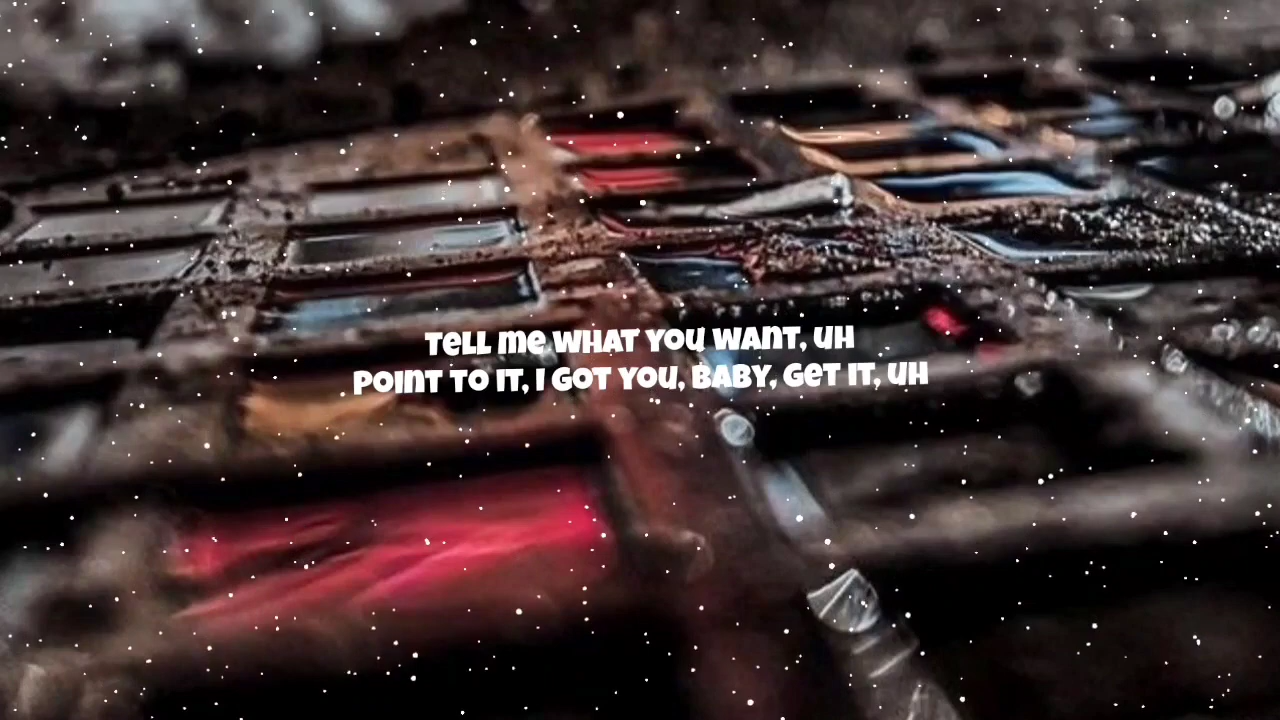 Tell me what you want, uh
Point to it, I got you, baby, get it, uh